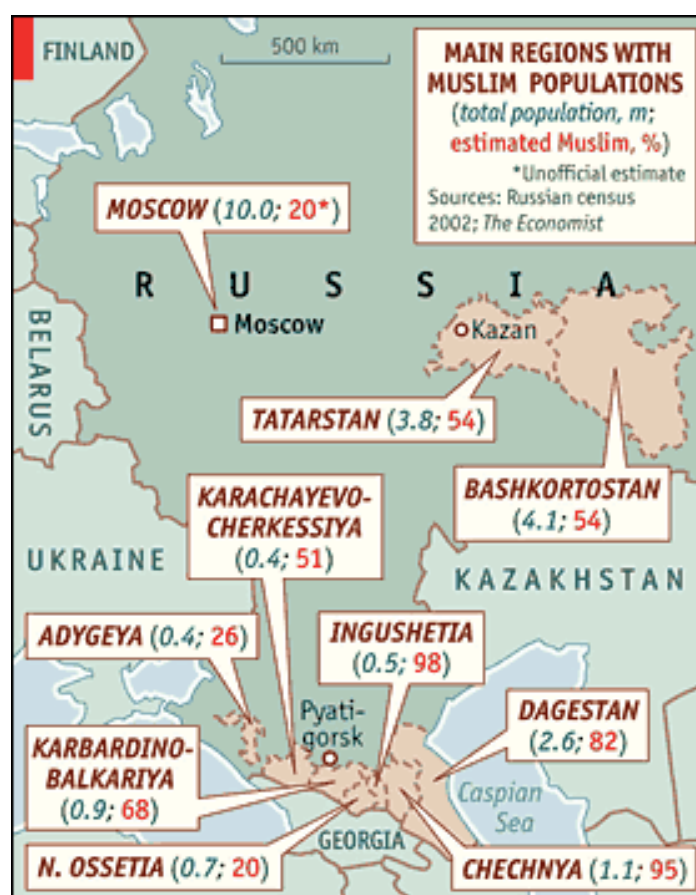 FINLAND
500 km
MAIN REGIONS WITH
MUSLIM POPULATIONS
(total population, m;
estimated Muslim, %)
*Unofficial estimate
Sources: Russian census
2002; The Economist
MOSCOW (10.0; 20*)
RUSSIA
Moscow
Kazan
BELARUS
TATARSTAN (3.8; 54)
BASHKORTOSTAN
(4.1; 54)
KARACHAYEVO-
CHERKESSIYA
(0.4; 51)
UKRAINE
KAZAKHSTAN
ADYGEYA (0.4; 26)
INGUSHETIA
(0.5; 98)
Pyati-
gorsk
DAGESTAN
(2.6; 82)
KARBARDINO-
BALKARIYA
(0.9; 68)
Caspian
Sea
GEORGIA
N. OSSETIA (0.7; 20)
CHECHNYA (1.1; 95)